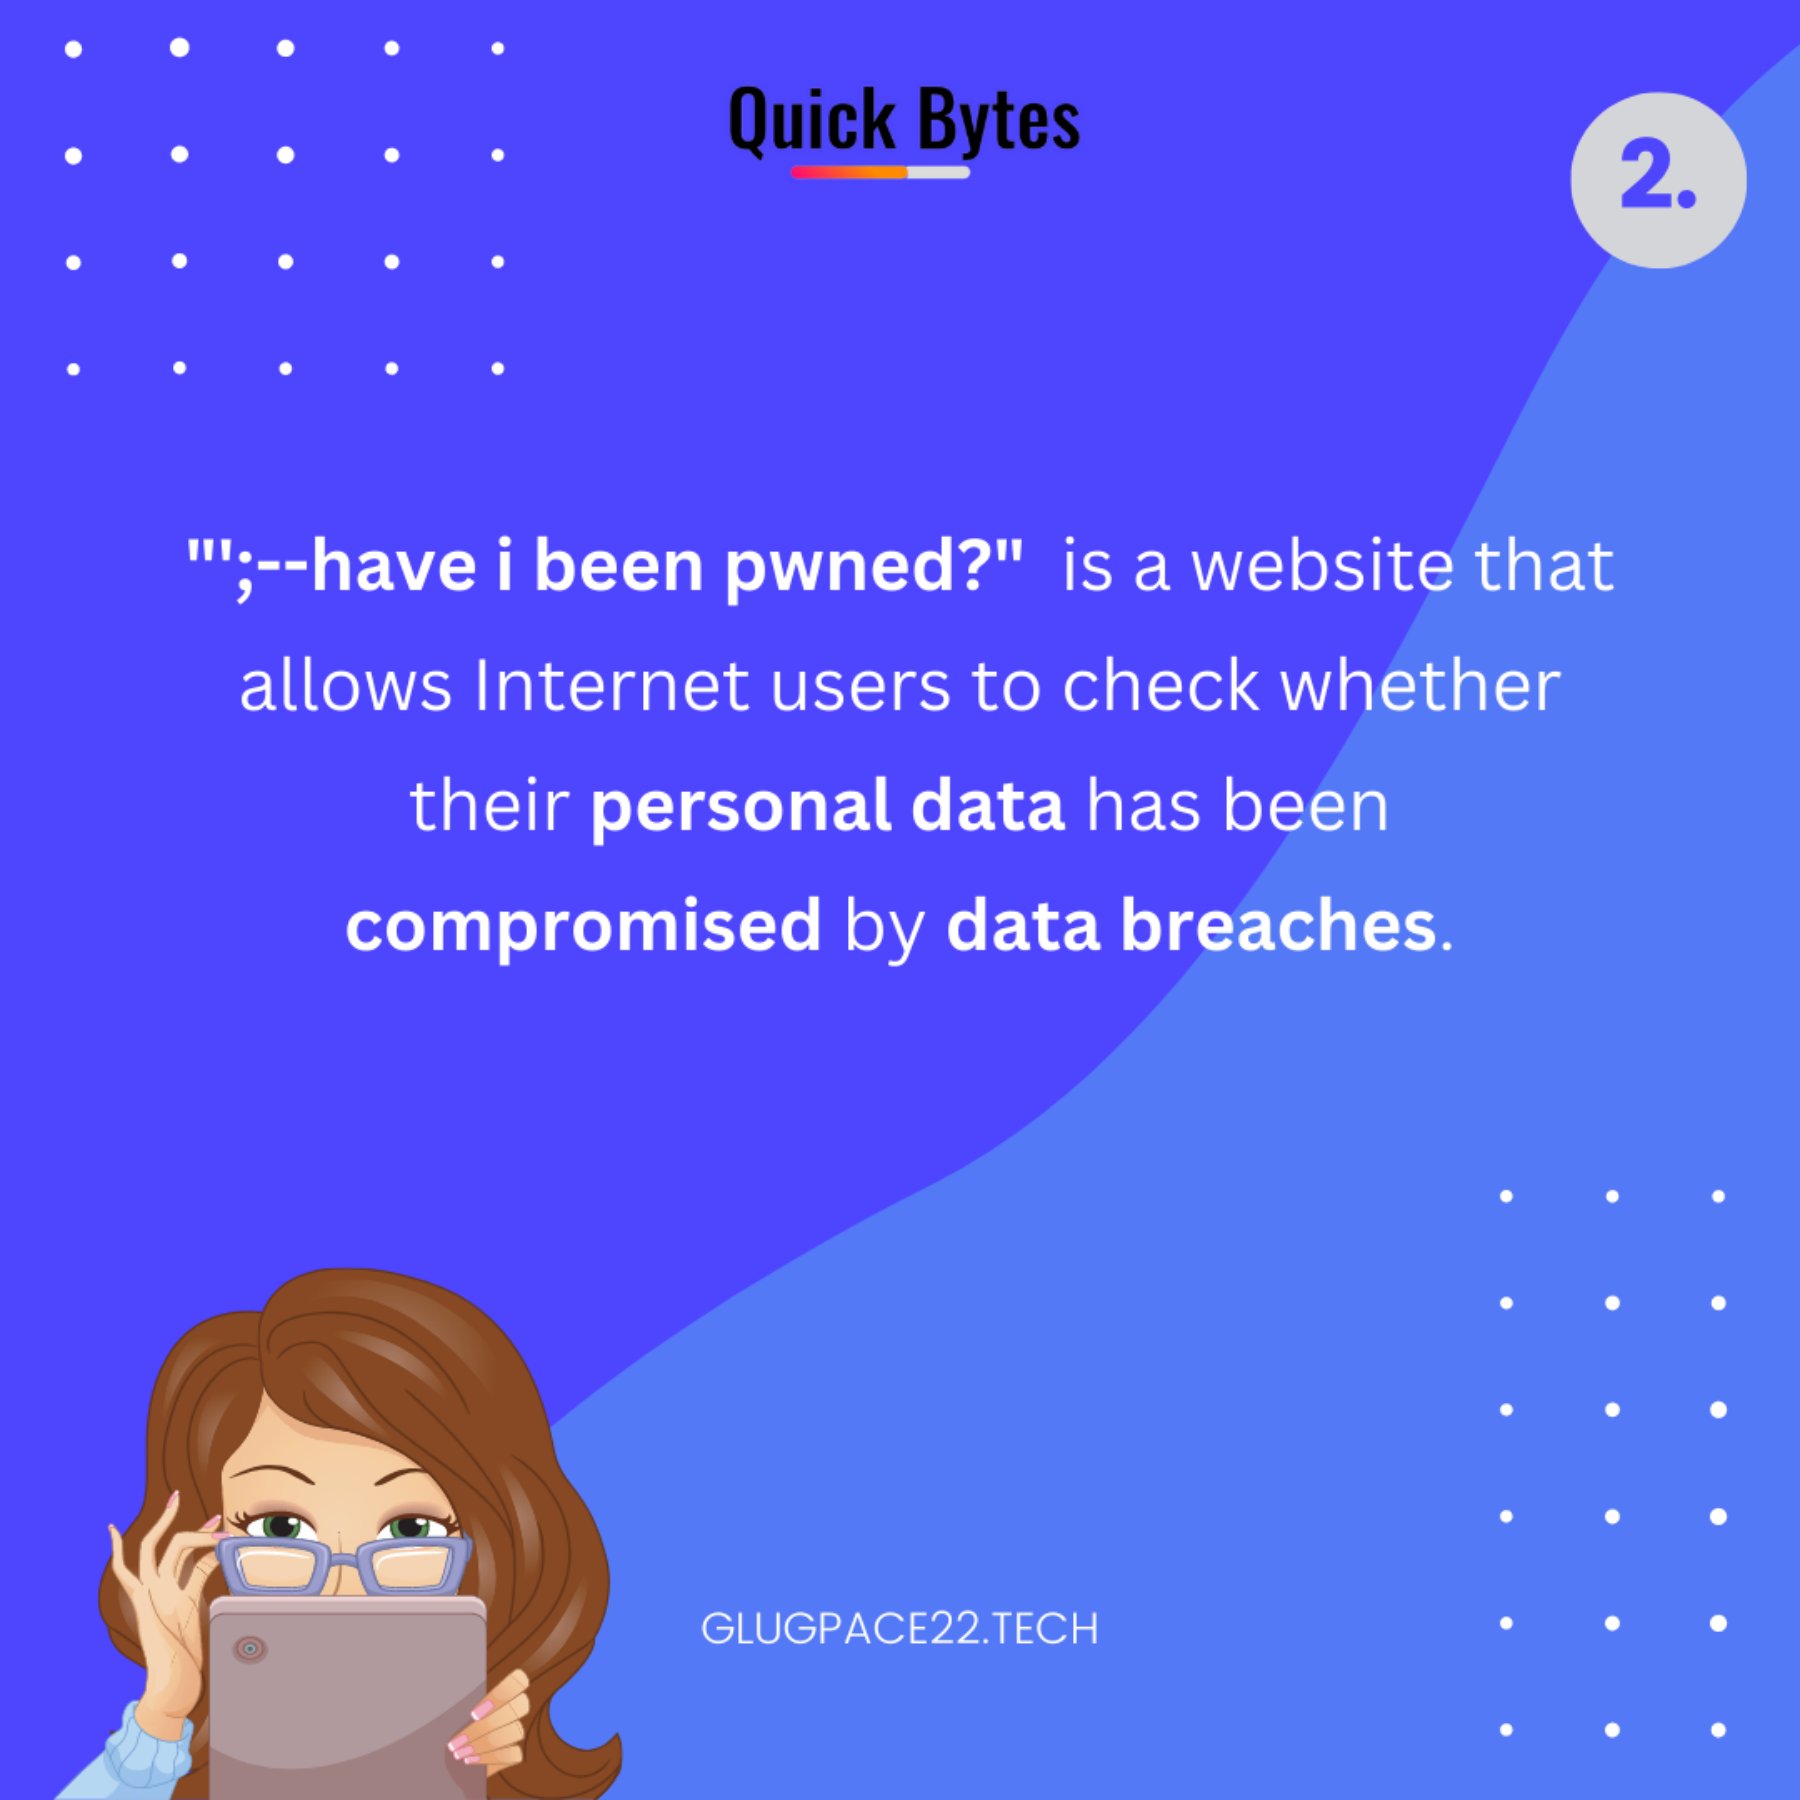 Quick Bytes
2.
"';--have i been pwned?" is a website that
allows Internet users to check whether
their personal data has been
compromised by data breaches.
GLUGPACE22.TECH